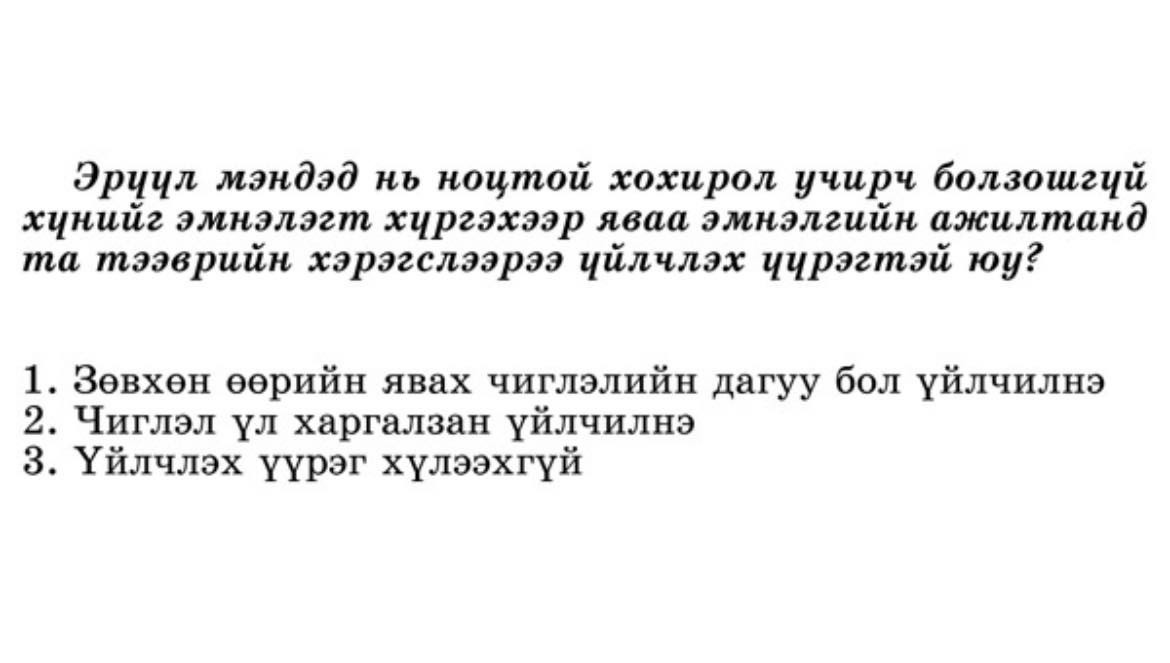 Эрүүл мэндэд нь ноцтой хохирол учирч болзошгүй
хүнийг эмнэлэгт хүргэхээр яваа эмнэлгийн ажилтанд
та тээврийн хэрэгслээрээ үйлчлэх үүрэгтэй юу?
1. Зөвхөн өөрийн явах чиглэлийн дагуу бол үйлчилнэ
2. Чиглэл үл харгалзан үйлчилнэ
3. Үйлчлэх үүрэг хүлээхгүй